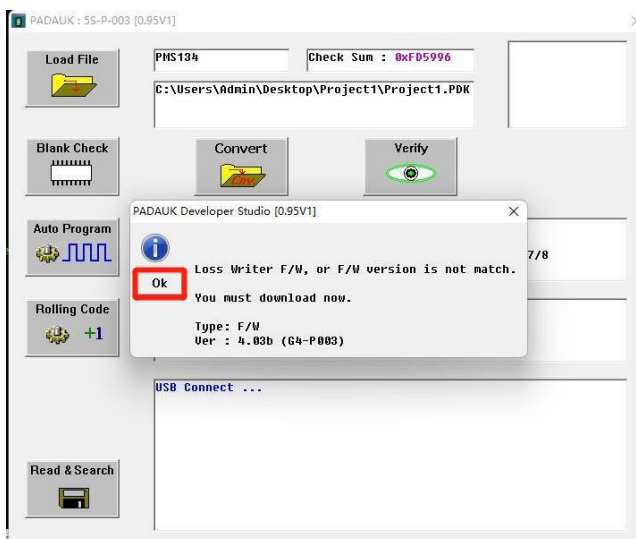 PADAUK : 5S-P-003 [0.95V1]
Load File
PMS134
Check Sum : 0xFD5996
C:\Users\Admin\Desktop\Project1\Project1.PDK
Blank Check
Convert
Verify
Auto Program
7/8
PADAUK Developer Studio [0.95V1]
Loss Writer F/W, or F/W version is not match.
Ok
You must download now.
Type: F/W
Ver : 4.03b (G4-P003)
Rolling Code
+1
USB Connect ...
Read & Search